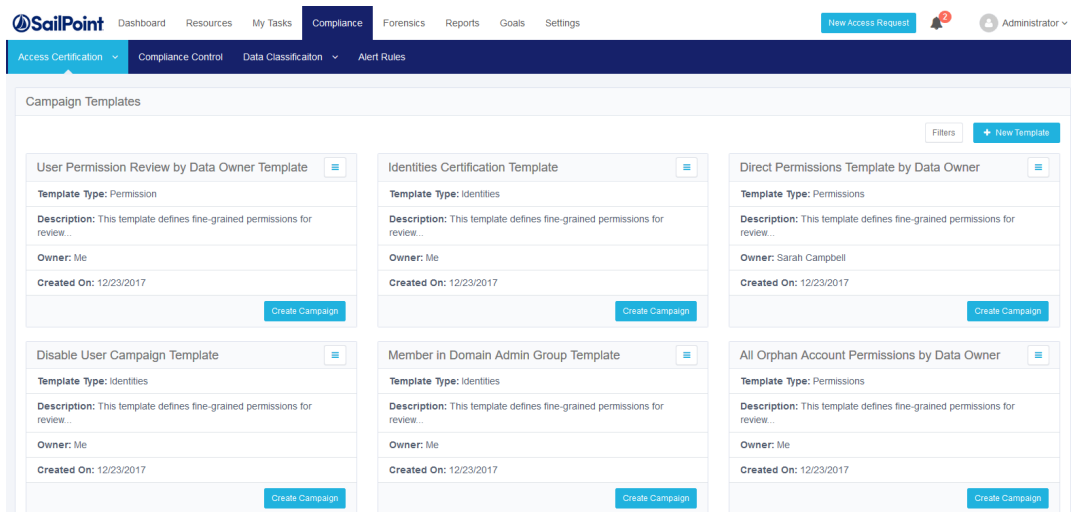 SailPoint Dashboard Resources My Tasks Compliance Forensics Reports Goals Settings New Access Request 2 Administrator
Access Certification Compliance Control Data Classificaiton Alert Rules
Campaign Templates
Filters + New Template
User Permission Review by Data Owner Template
Template Type: Permission
Description: This template defines fine-grained permissions for
review...
Owner: Me
Created On: 12/23/2017
Create Campaign
Identities Certification Template
Template Type: Identities
Description: This template defines fine-grained permissions for
review...
Owner: Me
Created On: 12/23/2017
Create Campaign
Direct Permissions Template by Data Owner
Template Type: Permissions
Description: This template defines fine-grained permissions for
review...
Owner: Sarah Campbell
Created On: 12/23/2017
Create Campaign
Disable User Campaign Template
Template Type: Identities
Description: This template defines fine-grained permissions for
review...
Owner: Me
Created On: 12/23/2017
Create Campaign
Member in Domain Admin Group Template
Template Type: Identities
Description: This template defines fine-grained permissions for
review...
Owner: Me
Created On: 12/23/2017
Create Campaign
All Orphan Account Permissions by Data Owner
Template Type: Permissions
Description: This template defines fine-grained permissions for
review...
Owner: Me
Created On: 12/23/2017
Create Campaign